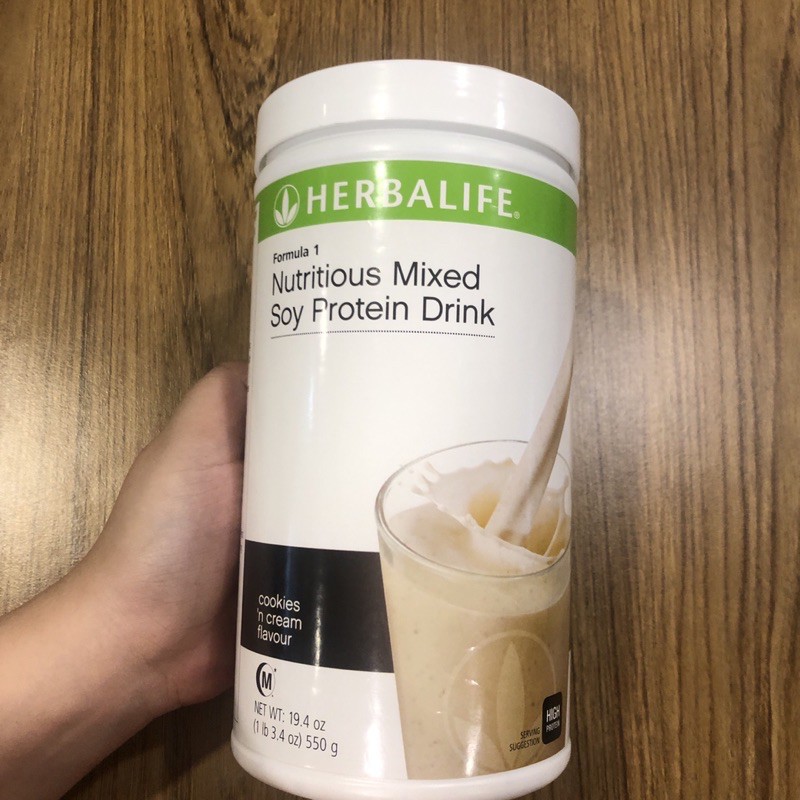 HERBALIFE®
Formula 1
Nutritious Mixed
Soy Protein Drink
cookies
'n cream
flavour
M
NET WT: 19.4 oz
(1 lb 3.4 oz) 550 g
HIGH
PROTEIN
SERVING
SUGGESTION